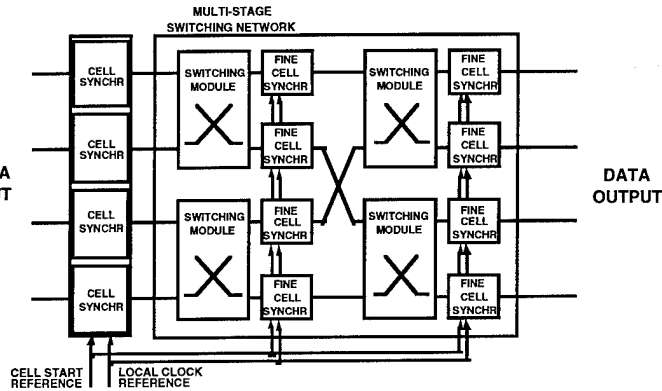 MULTI-STAGE
SWITCHING NETWORK
CELL
SYNCHR
SWITCHING
MODULE
FINE
CELL
SYNCHR
SWITCHING
MODULE
FINE
CELL
SYNCHR
CELL
SYNCHR
FINE
CELL
SYNCHR
FINE
CELL
SYNCHR
A
T
DATA
OUTPUT
CELL
SYNCHR
SWITCHING
MODULE
FINE
CELL
SYNCHR
SWITCHING
MODULE
FINE
CELL
SYNCHR
CELL
SYNCHR
FINE
CELL
SYNCHR
FINE
CELL
SYNCHR
CELL START
REFERENCE
LOCAL CLOCK
REFERENCE